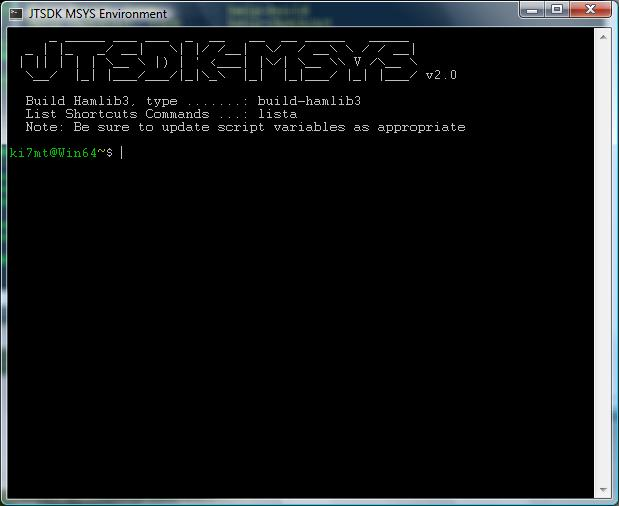 JTSDK MSYS Environment
JTSDK-MSYS v2.0
Build Hamlib3, type .......: build-hamlib3
List Shortcuts Commands ...: lista
Note: Be sure to update script variables as appropriate
ki7mt@Win64~$